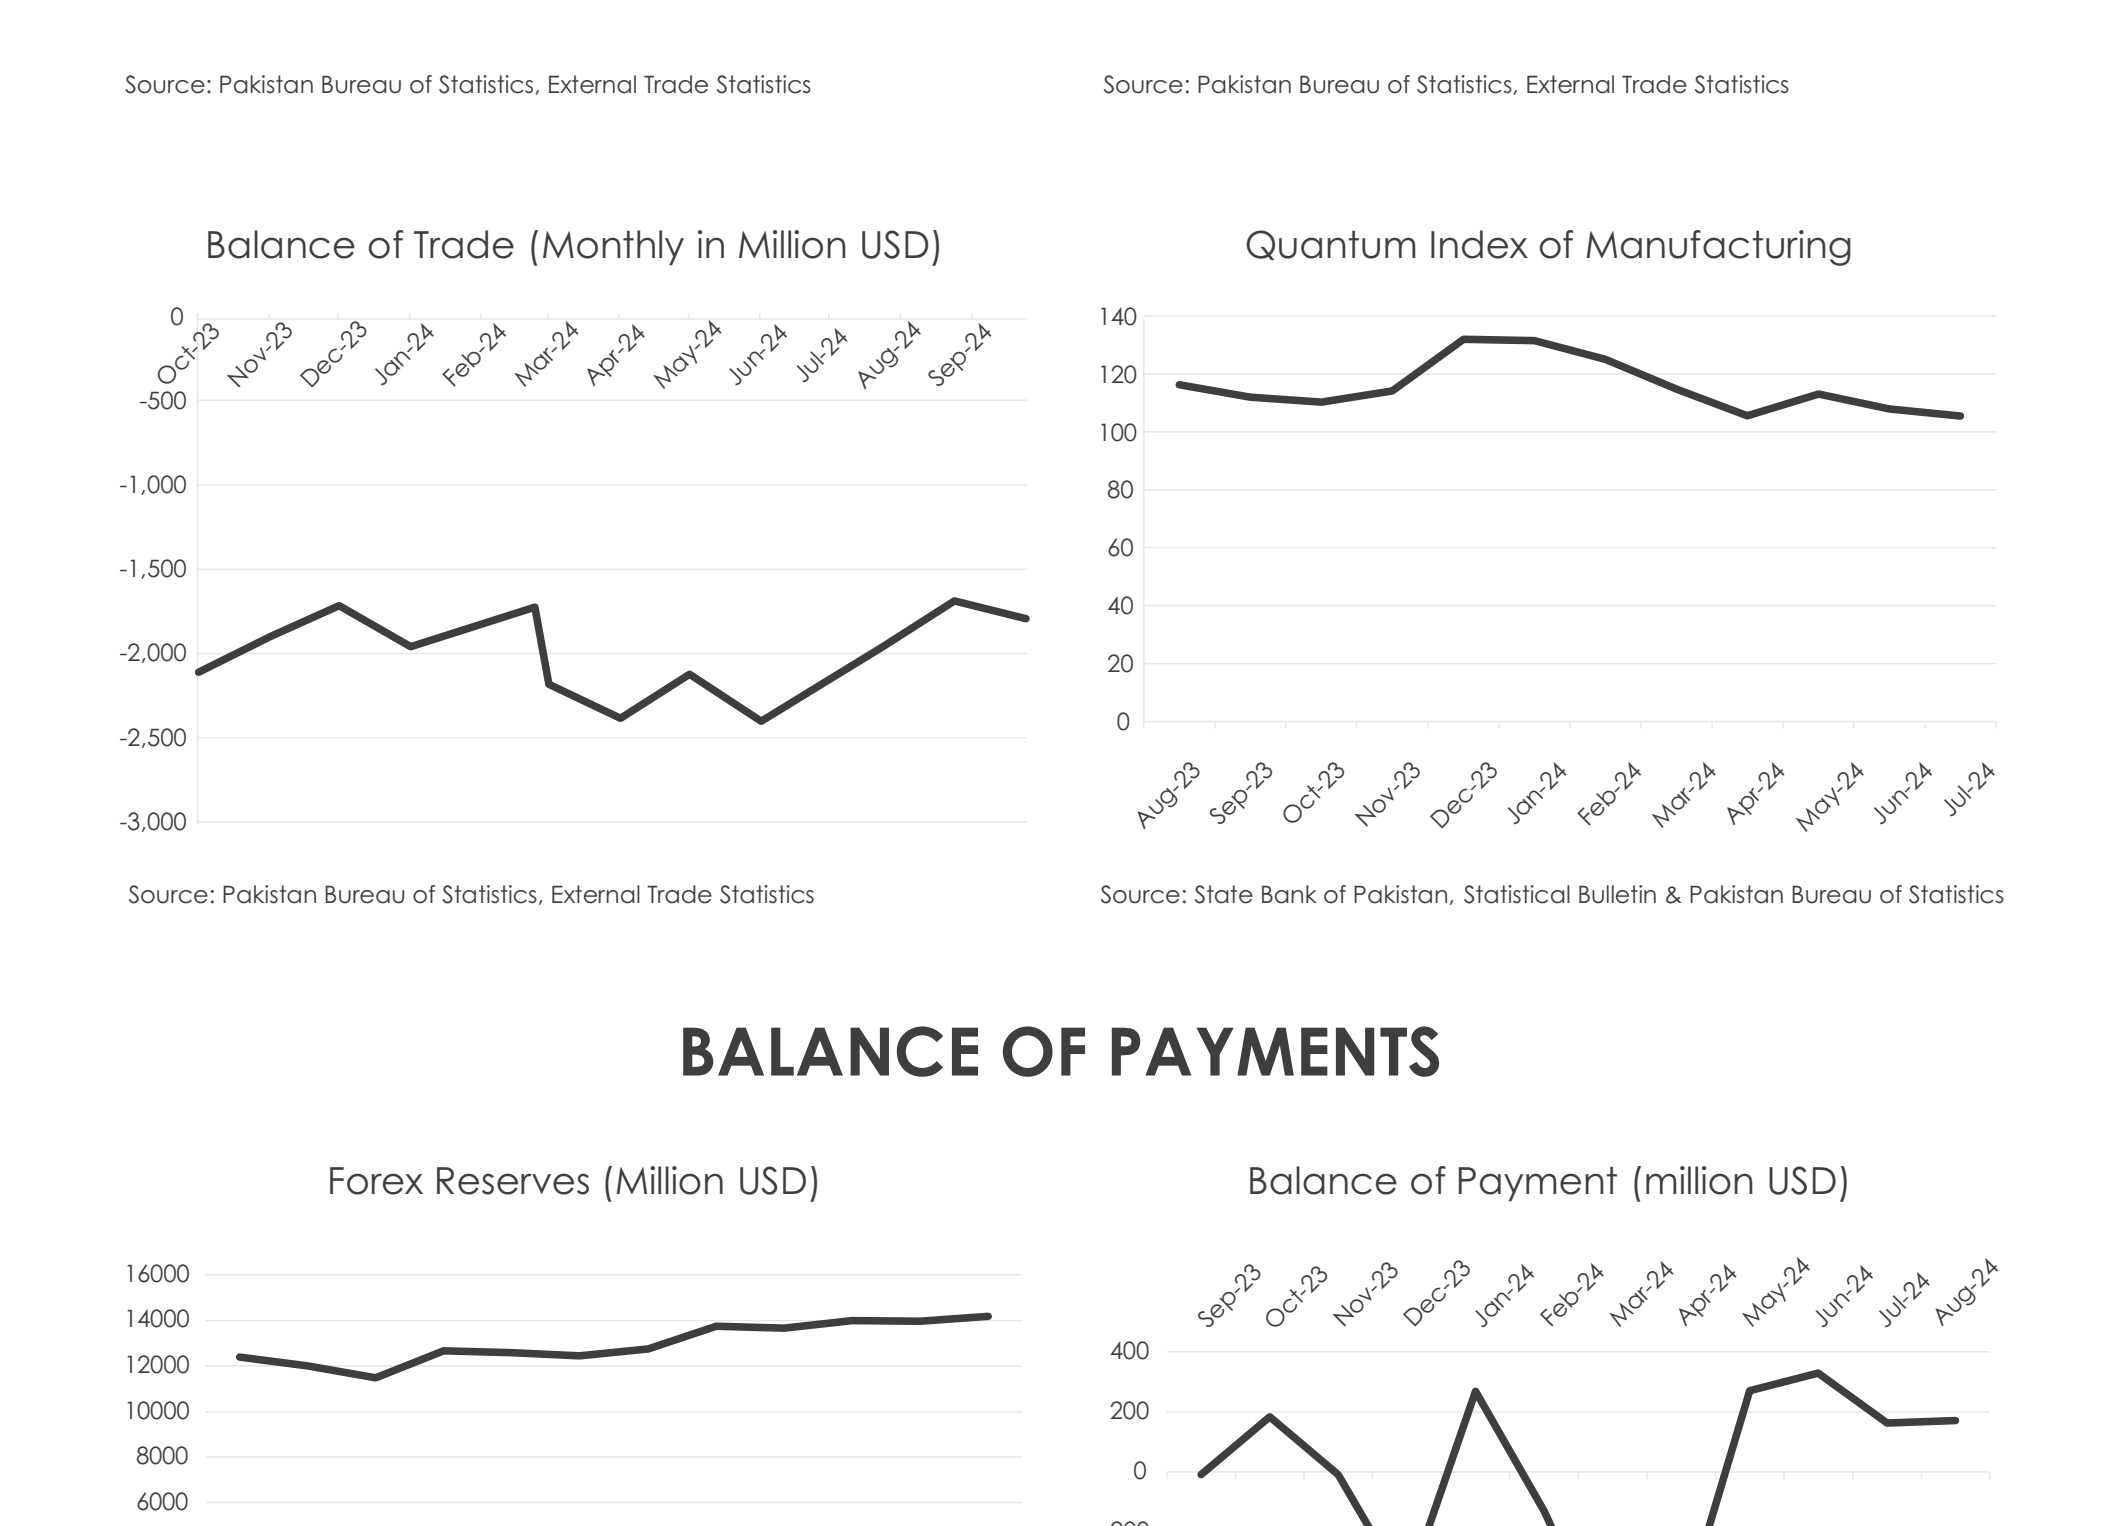 Source: Pakistan Bureau of Statistics, External Trade Statistics
Source: Pakistan Bureau of Statistics, External Trade Statistics
Balance of Trade (Monthly in Million USD)
0
-500
-1,000
-1,500
-2,000
-2,500
-3,000
Oct-23
Nov-23
Dec-23
Jan-24
Feb-24
Mar-24
Apr-24
May-24
Jun-24
Jul-24
Aug-24
Sep-24
Source: Pakistan Bureau of Statistics, External Trade Statistics
Quantum Index of Manufacturing
140
120
100
80
60
40
20
0
Aug-23
Sep-23
Oct-23
Nov-23
Dec-23
Jan-24
Feb-24
Mar-24
Apr-24
May-24
Jun-24
Jul-24
Source: State Bank of Pakistan, Statistical Bulletin & Pakistan Bureau of Statistics
BALANCE OF PAYMENTS
Forex Reserves (Million USD)
16000
14000
12000
10000
8000
6000
Balance of Payment (million USD)
Sep-23
Oct-23
Nov-23
Dec-23
Jan-24
Feb-24
Mar-24
Apr-24
May-24
Jun-24
Jul-24
Aug-24
400
200
0